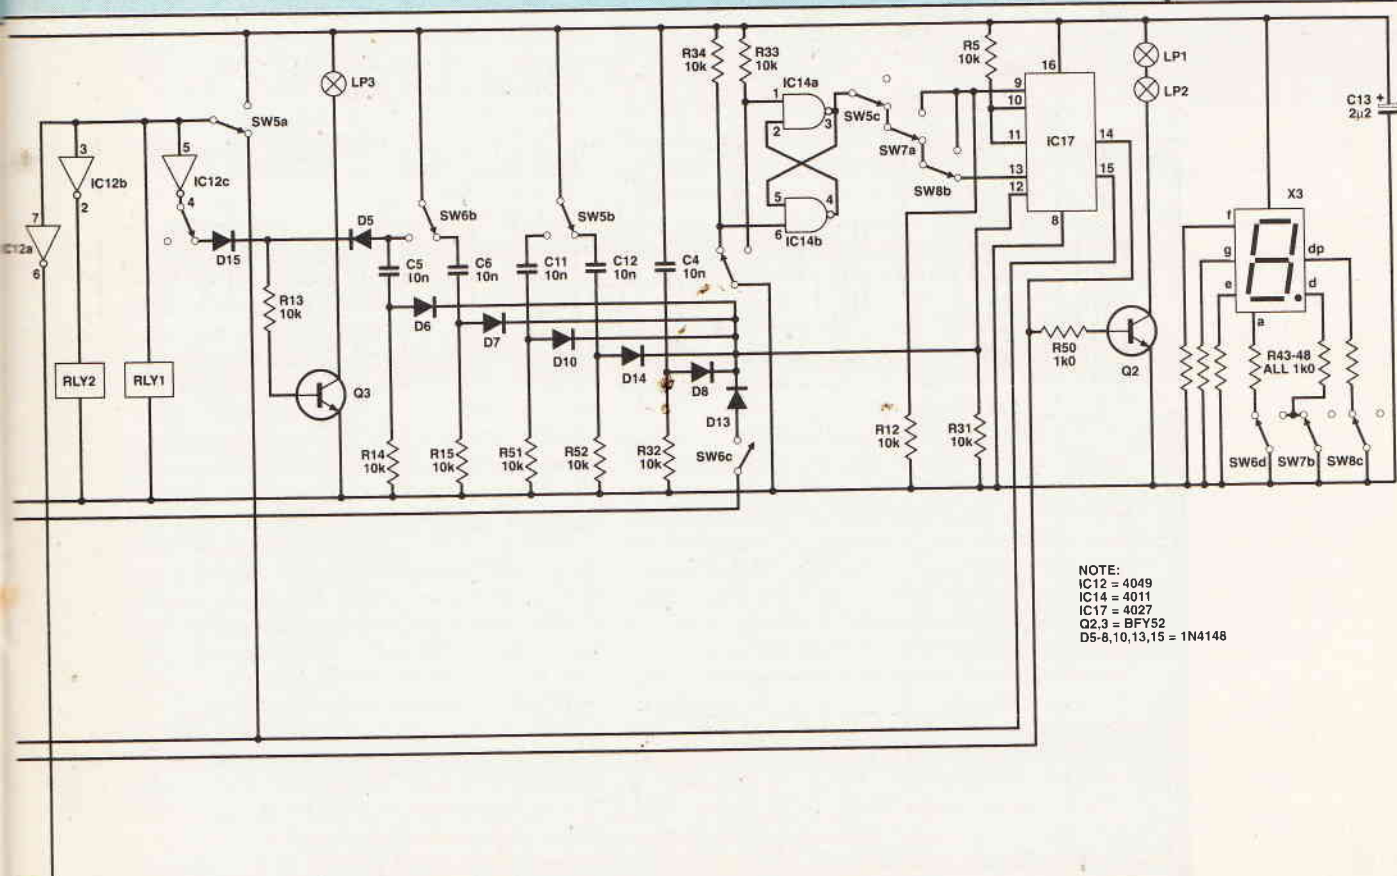 R34
10k
R33
10k
IC14a
R5
10k
16
LP1
LP2
LP3
C13 +
2µ2
SW5a
1
2
3
SW5c
9
10
11
IC17
14
15
13
12
8
SW7a
SW8b
3
IC12b
2
5
IC12c
4
7
6
D15
D5
SW6b
SW5b
5
6
4
IC14b
X3
f
g
e
dp
d
a
C5
10n
C6
10n
C11
10n
C12
10n
C4
10n
R13
10k
D6
D7
D10
D14
D8
D13
R50
1k0
Q2
R43-48
ALL 1k0
RLY2
RLY1
Q3
R14
10k
R15
10k
R51
10k
R52
10k
R32
10k
SW6c
R12
10k
R31
10k
SW6d
SW7b
SW8c
NOTE:
IC12 = 4049
IC14 = 4011
IC17 = 4027
Q2,3 = BFY52
D5-8,10,13,15 = 1N4148